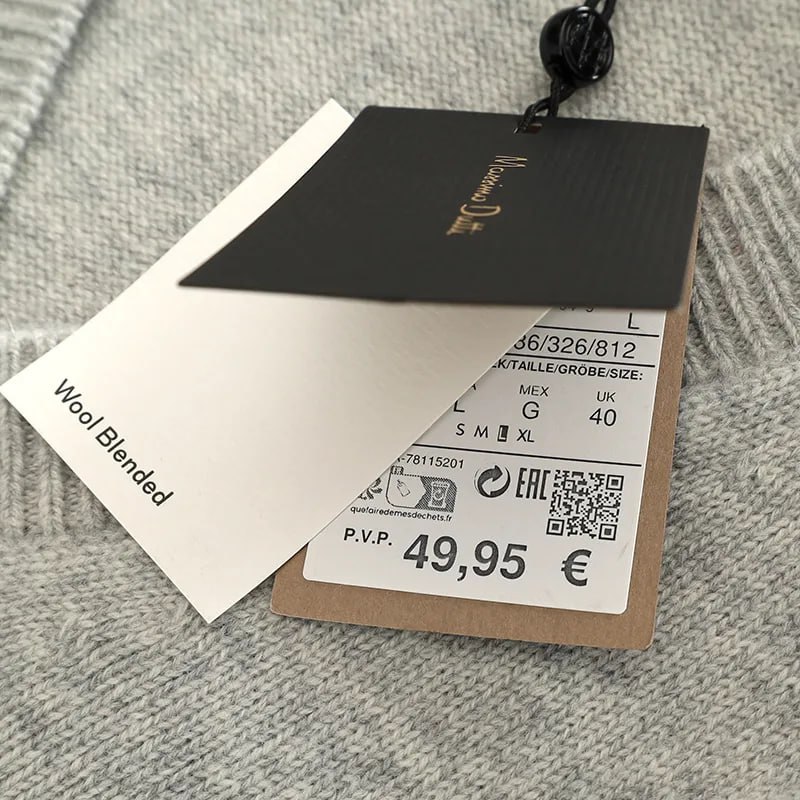 Massimo Dutti
Wool Blended
L
36/326/812
/TAILLE/GRÖBE/SIZE:
MEX UK
L G 40
S M L XL
-78115201
FR
quefairedemesdechets.fr
EAC
P.V.P. 49,95 €